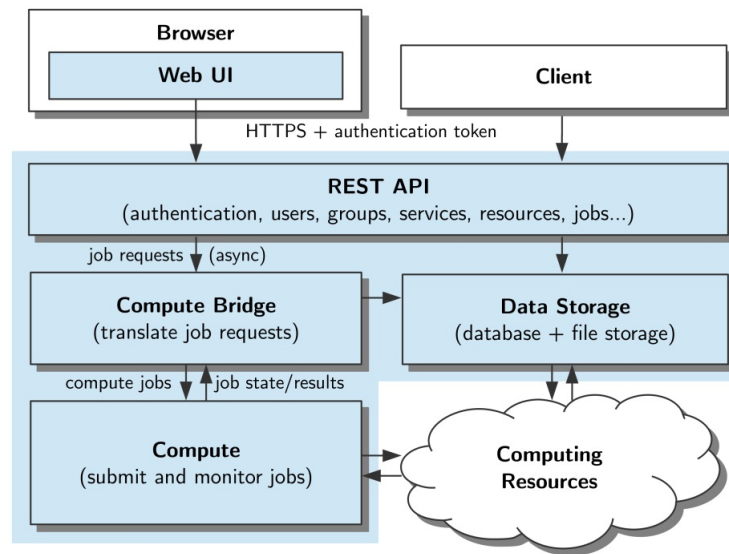 Browser
Web UI
Client
HTTPS + authentication token
REST API
(authentication, users, groups, services, resources, jobs...)
job requests (async)
Compute Bridge
(translate job requests)
Data Storage
(database + file storage)
compute jobs job state/results
Compute
(submit and monitor jobs)
Computing
Resources